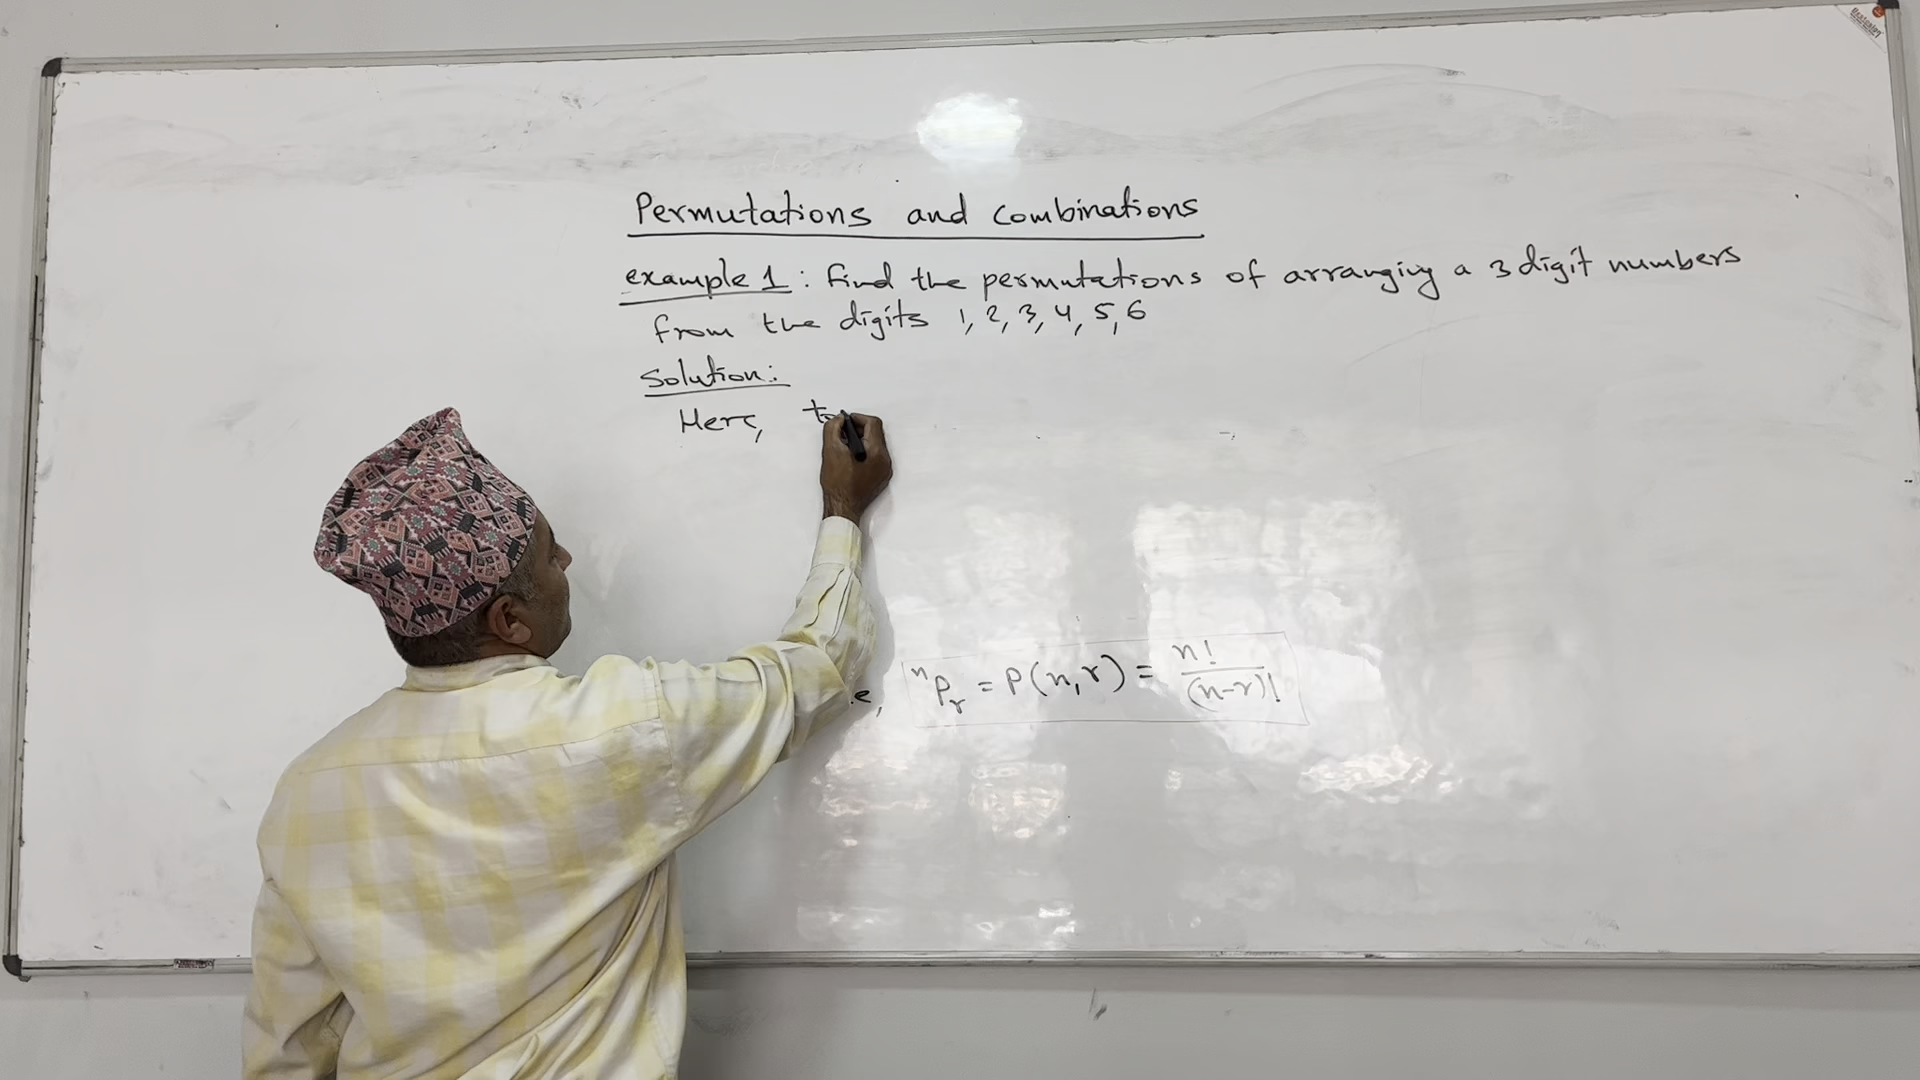 Permutations and Combinations
example 1 : Find the permutations of arranging a 3 digit numbers
from the digits 1, 2, 3, 4, 5, 6
Solution:
Here, to
e, ⁿPᵣ = P(n, r) = n! / (n-r)!